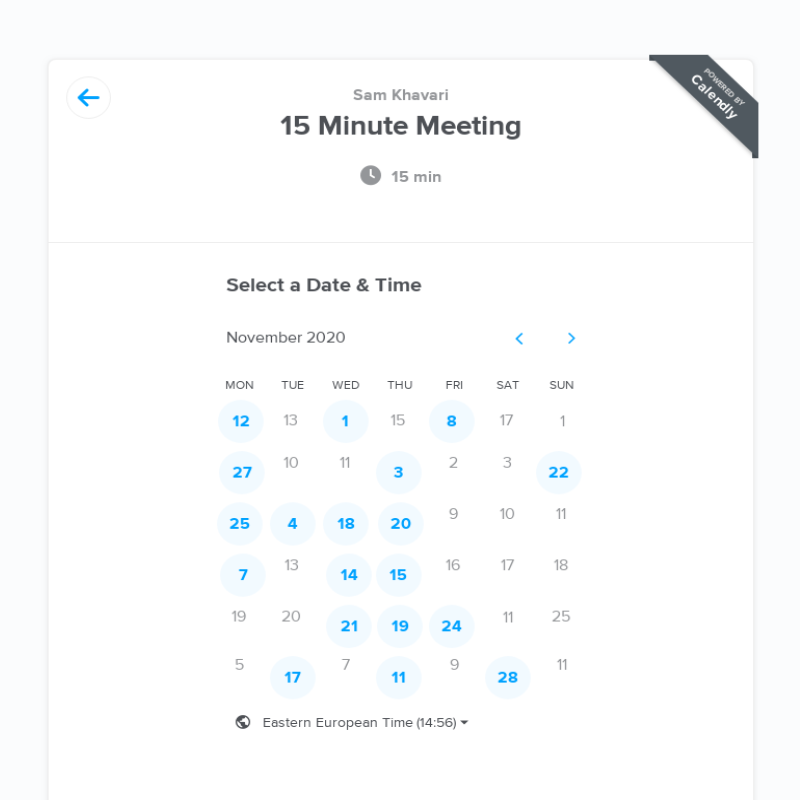 POWERED BY
Calendly
Sam Khavari
15 Minute Meeting
15 min
Select a Date & Time
November 2020
MON TUE WED THU FRI SAT SUN
12 13 1 15 8 17 1
27 10 11 3 2 3 22
25 4 18 20 9 10 11
7 13 14 15 16 17 18
19 20 21 19 24 11 25
5 17 7 11 9 28 11
Eastern European Time (14:56)